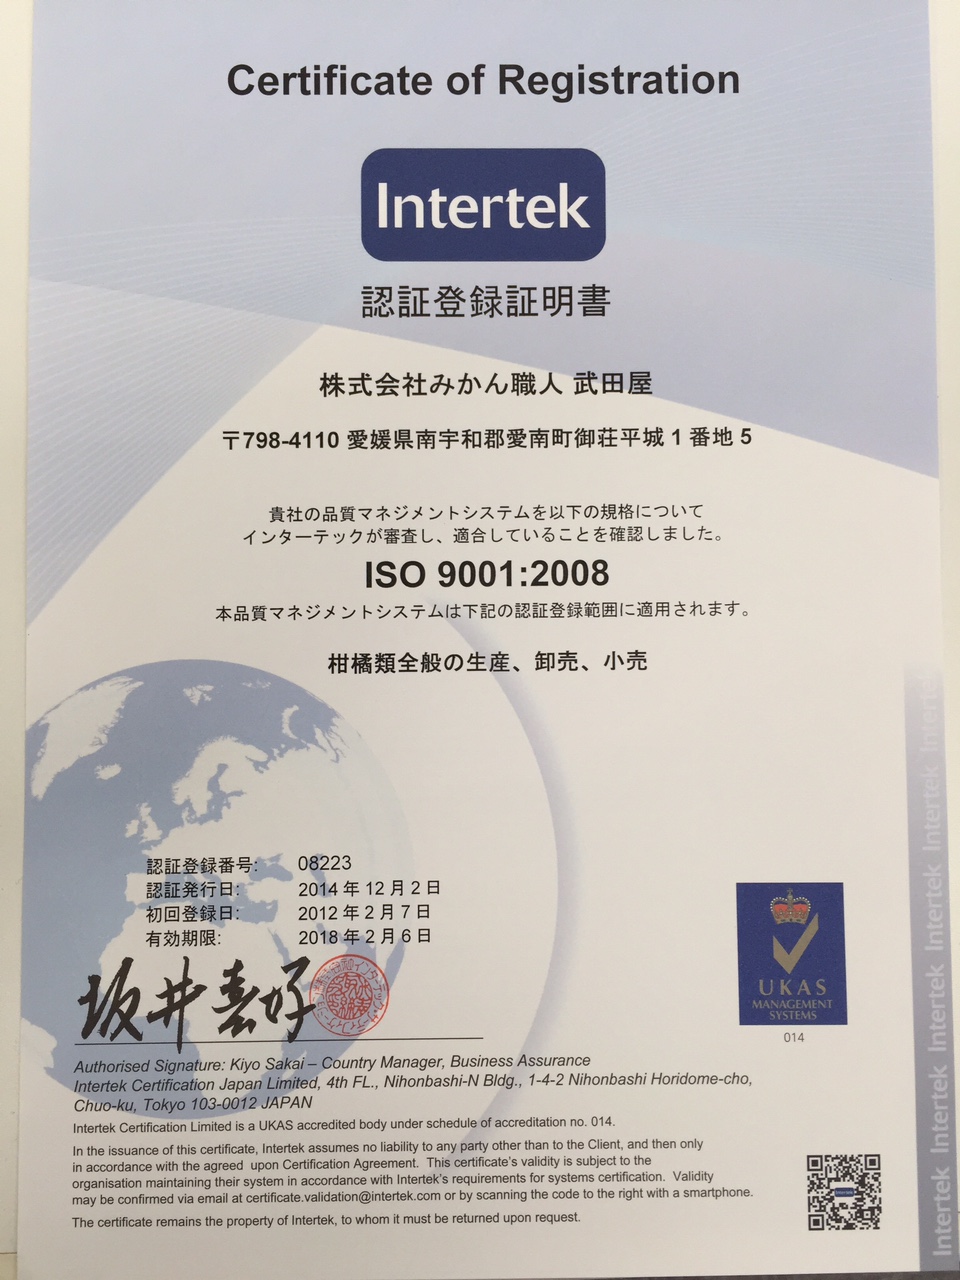 Certificate of Registration
Intertek
認証登録証明書
株式会社みかん職人 武田屋
〒798-4110 愛媛県南宇和郡愛南町御荘平城 1 番地 5
貴社の品質マネジメントシステムを以下の規格について
インターテックが審査し、適合していることを確認しました。
ISO 9001:2008
本品質マネジメントシステムは下記の認証登録範囲に適用されます。
柑橘類全般の生産、卸売、小売
認証登録番号: 08223
認証発行日: 2014 年 12 月 2 日
初回登録日: 2012 年 2 月 7 日
有効期限: 2018 年 2 月 6 日
坂井喜好
UKAS
MANAGEMENT
SYSTEMS
014
Authorised Signature: Kiyo Sakai – Country Manager, Business Assurance
Intertek Certification Japan Limited, 4th FL., Nihonbashi-N Bldg., 1-4-2 Nihonbashi Horidome-cho,
Chuo-ku, Tokyo 103-0012 JAPAN
Intertek Certification Limited is a UKAS accredited body under schedule of accreditation no. 014.
In the issuance of this certificate, Intertek assumes no liability to any party other than to the Client, and then only
in accordance with the agreed upon Certification Agreement. This certificate's validity is subject to the
organisation maintaining their system in accordance with Intertek's requirements for systems certification. Validity
may be confirmed via email at certificate.validation@intertek.com or by scanning the code to the right with a smartphone.
The certificate remains the property of Intertek, to whom it must be returned upon request.
Intertek Intertek Intertek Intertek Intertek Intertek